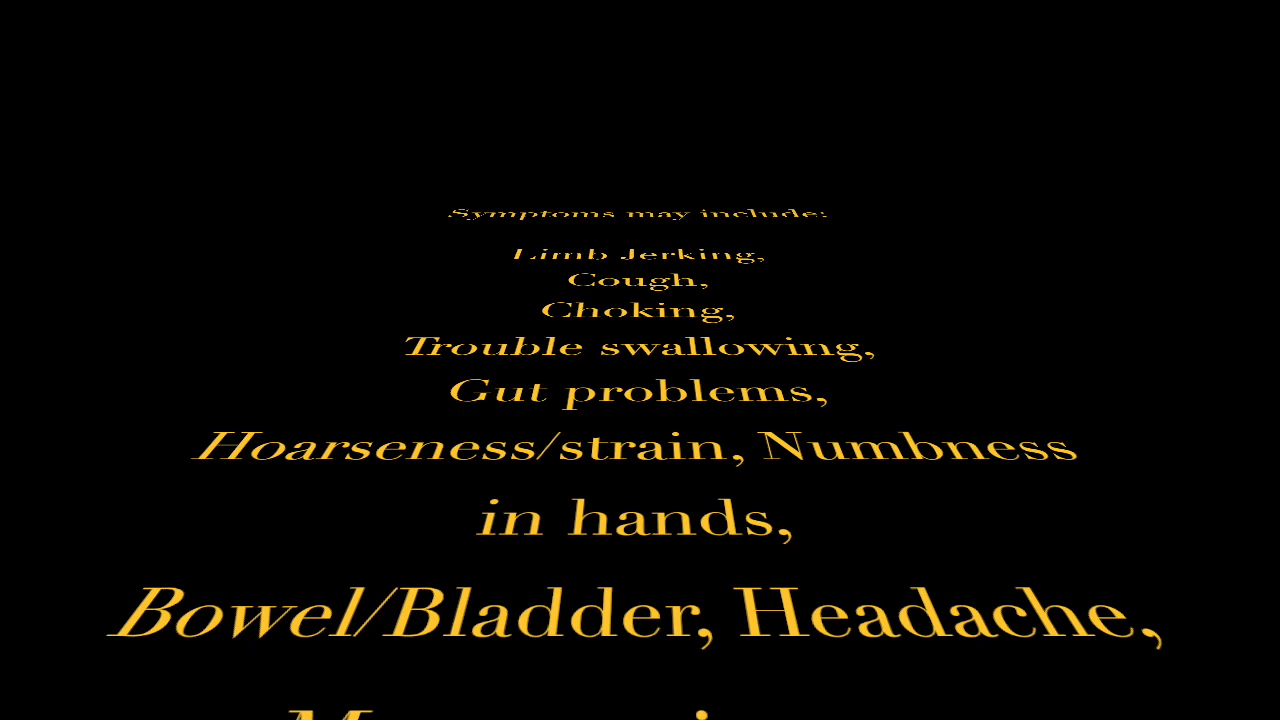 Symptoms may include:
Limb Jerking,
Cough,
Choking,
Trouble swallowing,
Gut problems,
Hoarseness/strain, Numbness
in hands,
Bowel/Bladder, Headache,